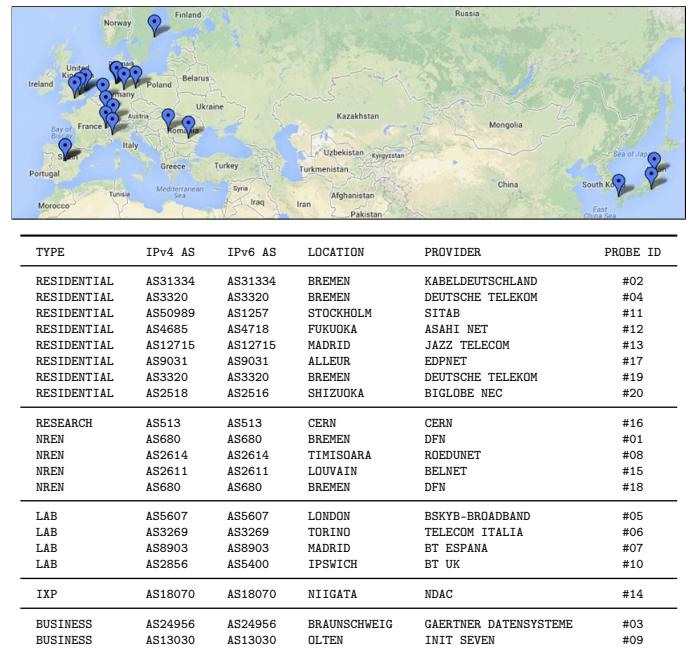 Norway
Finland
Russia
United
Kingdom
Ireland
Belarus
Poland
Ukraine
France
Austria
Bay of
Biscay
Italy
Portugal
Greece
Turkey
Tunisia
Mediterranean
Sea
Syria
Morocco
Iraq
Iran
Kazakhstan
Mongolia
Uzbekistan
Kyrgyzstan
Turkmenistan
Afghanistan
Pakistan
China
Sea of Japan
East
China Sea
TYPE IPv4 AS IPv6 AS LOCATION PROVIDER PROBE ID
RESIDENTIAL AS31334 AS31334 BREMEN KABELDEUTSCHLAND #02
RESIDENTIAL AS3320 AS3320 BREMEN DEUTSCHE TELEKOM #04
RESIDENTIAL AS50989 AS1257 STOCKHOLM SITAB #11
RESIDENTIAL AS4685 AS4718 FUKUOKA ASAHI NET #12
RESIDENTIAL AS12715 AS12715 MADRID JAZZ TELECOM #13
RESIDENTIAL AS9031 AS9031 ALLEUR EDPNET #17
RESIDENTIAL AS3320 AS3320 BREMEN DEUTSCHE TELEKOM #19
RESIDENTIAL AS2518 AS2516 SHIZUOKA BIGLOBE NEC #20
RESEARCH AS513 AS513 CERN CERN #16
NREN AS680 AS680 BREMEN DFN #01
NREN AS2614 AS2614 TIMISOARA ROEDUNET #08
NREN AS2611 AS2611 LOUVAIN BELNET #15
NREN AS680 AS680 BREMEN DFN #18
LAB AS5607 AS5607 LONDON BSKYB-BROADBAND #05
LAB AS3269 AS3269 TORINO TELECOM ITALIA #06
LAB AS8903 AS8903 MADRID BT ESPANA #07
LAB AS2856 AS5400 IPSWICH BT UK #10
IXP AS18070 AS18070 NIIGATA NDAC #14
BUSINESS AS24956 AS24956 BRAUNSCHWEIG GAERTNER DATENSYSTEME #03
BUSINESS AS13030 AS13030 OLTEN INIT SEVEN #09